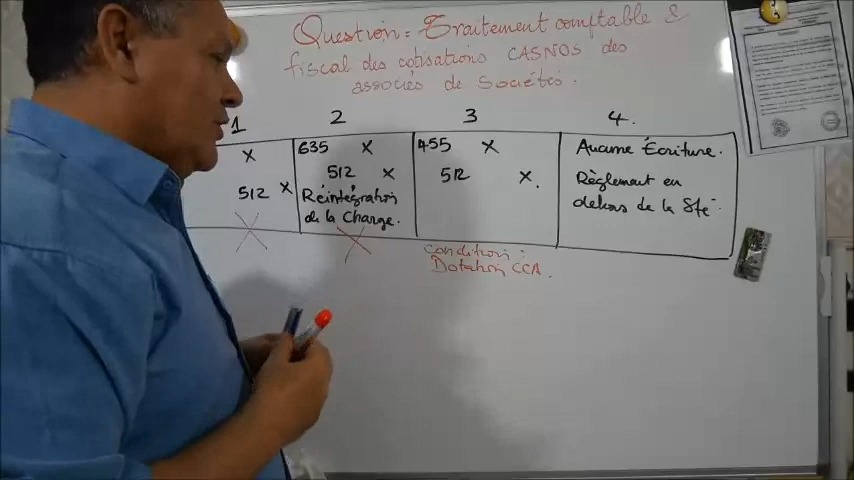 Question: Traitement comptable &
fiscal des cotisations CASNOS des
associés de Sociétés.
1 2 3 4.
X
512 X
635 X
512 X
Réintégration
de la Charge.
455 X
512 X.
Condition:
Dotation CCA.
Aucune Écriture.
Règlement en
dehors de la Sté.